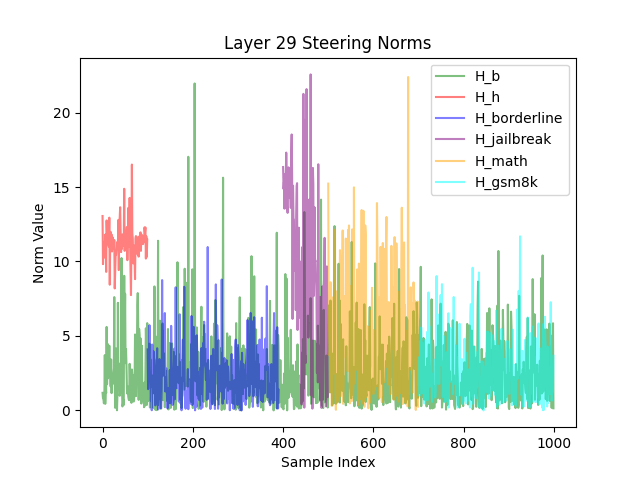 Layer 29 Steering Norms
H_b
H_h
H_borderline
H_jailbreak
H_math
H_gsm8k
Norm Value
20
15
10
5
0
0 200 400 600 800 1000
Sample Index